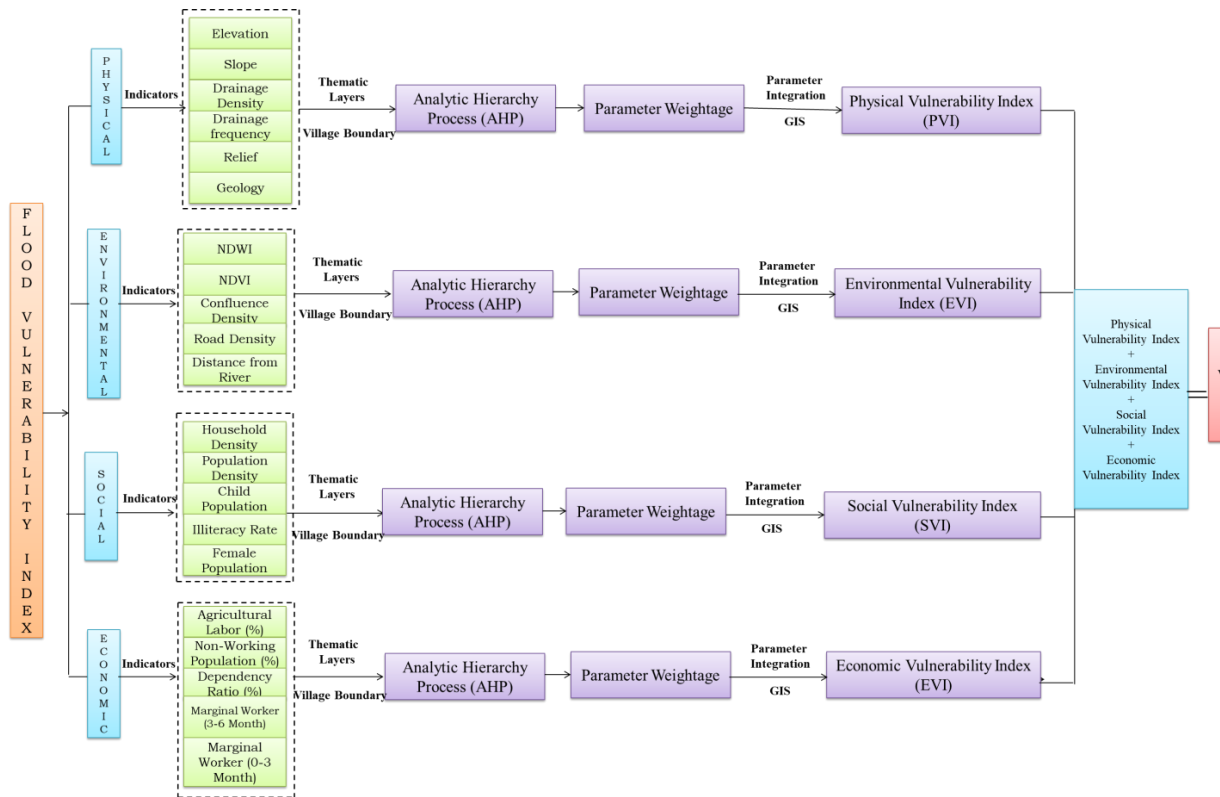 FLOOD VULNERABILITY INDEX
PHYSICAL
Indicators
Elevation
Slope
Drainage
Density
Drainage
frequency
Relief
Geology
Thematic
Layers
Village Boundary
Analytic Hierarchy
Process (AHP)
Parameter Weightage
Parameter
Integration
GIS
Physical Vulnerability Index
(PVI)
ENVIRONMENTAL
Indicators
NDWI
NDVI
Confluence
Density
Road Density
Distance from
River
Thematic
Layers
Village Boundary
Analytic Hierarchy
Process (AHP)
Parameter Weightage
Parameter
Integration
GIS
Environmental Vulnerability
Index (EVI)
SOCIAL
Indicators
Household
Density
Population
Density
Child
Population
Illiteracy Rate
Female
Population
Thematic
Layers
Village Boundary
Analytic Hierarchy
Process (AHP)
Parameter Weightage
Parameter
Integration
GIS
Social Vulnerability Index
(SVI)
ECONOMIC
Indicators
Agricultural
Labor (%)
Non-Working
Population (%)
Dependency
Ratio (%)
Marginal Worker
(3-6 Month)
Marginal
Worker (0-3
Month)
Thematic
Layers
Village Boundary
Analytic Hierarchy
Process (AHP)
Parameter Weightage
Parameter
Integration
GIS
Economic Vulnerability Index
(EVI)
Physical
Vulnerability Index
+
Environmental
Vulnerability Index
+
Social
Vulnerability Index
+
Economic
Vulnerability Index
=